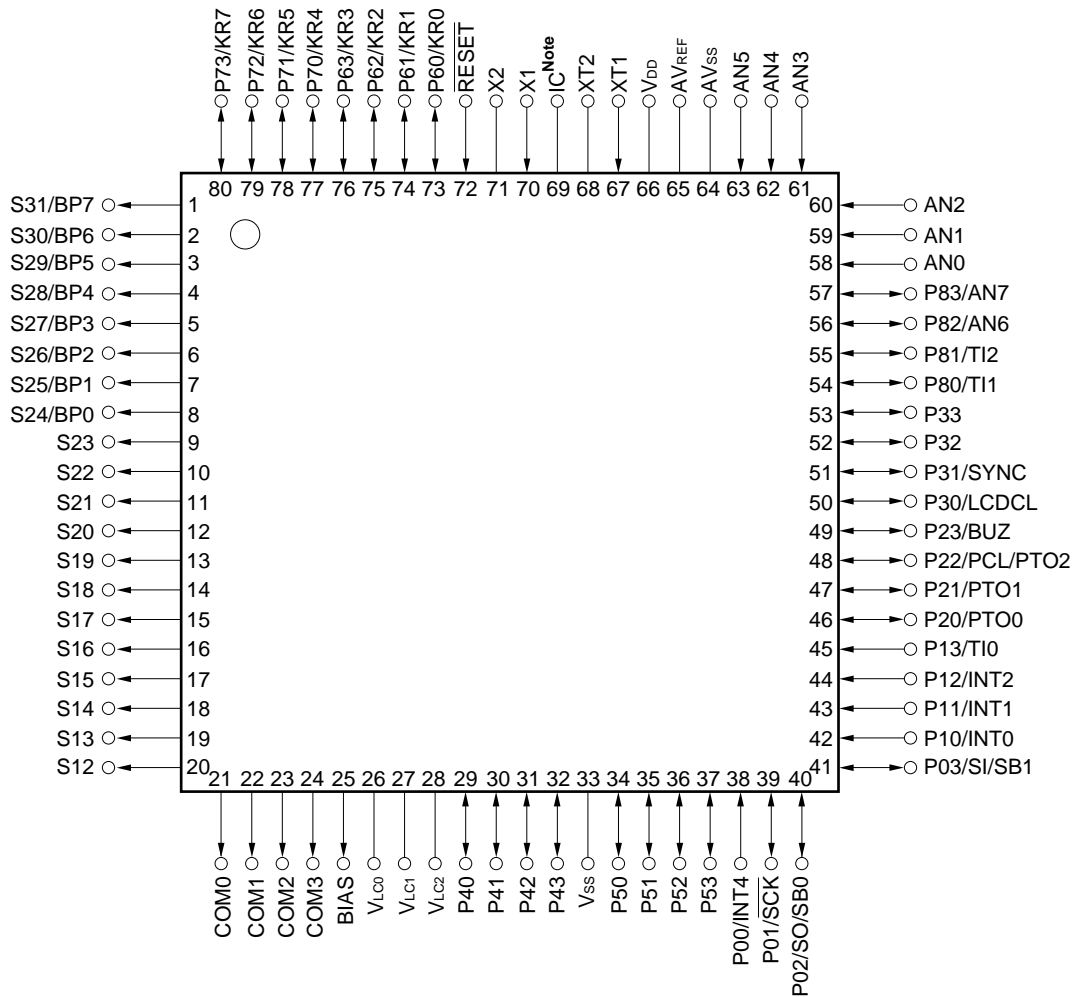 P73/KR7
P72/KR6
P71/KR5
P70/KR4
P63/KR3
P62/KR2
P61/KR1
P60/KR0
RESET
X2
X1
IC Note
XT2
XT1
VDD
AVREF
AVSS
AN5
AN4
AN3
80 79 78 77 76 75 74 73 72 71 70 69 68 67 66 65 64 63 62 61
S31/BP7 1
S30/BP6 2
S29/BP5 3
S28/BP4 4
S27/BP3 5
S26/BP2 6
S25/BP1 7
S24/BP0 8
S23 9
S22 10
S21 11
S20 12
S19 13
S18 14
S17 15
S16 16
S15 17
S14 18
S13 19
S12 20
60 AN2
59 AN1
58 AN0
57 P83/AN7
56 P82/AN6
55 P81/TI2
54 P80/TI1
53 P33
52 P32
51 P31/SYNC
50 P30/LCDCL
49 P23/BUZ
48 P22/PCL/PTO2
47 P21/PTO1
46 P20/PTO0
45 P13/TI0
44 P12/INT2
43 P11/INT1
42 P10/INT0
41 P03/SI/SB1
21 22 23 24 25 26 27 28 29 30 31 32 33 34 35 36 37 38 39 40
COM0
COM1
COM2
COM3
BIAS
VLC0
VLC1
VLC2
P40
P41
P42
P43
VSS
P50
P51
P52
P53
P00/INT4
P01/SCK
P02/SO/SB0